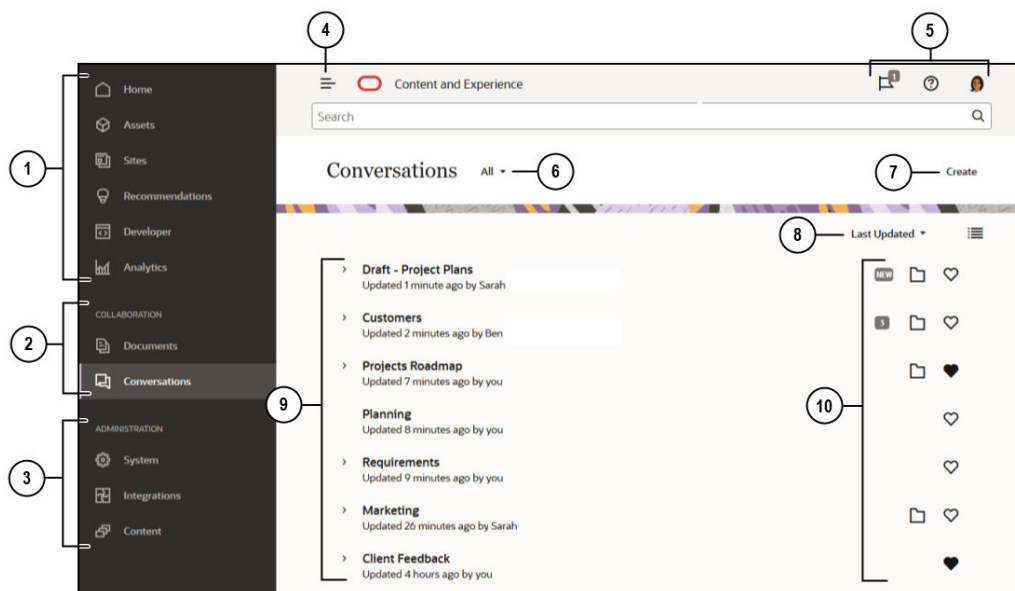 4
5
1
Home
Content and Experience
1
Assets
Search
Sites
Conversations
All
6
7
Create
Recommendations
Developer
8
Last Updated
Analytics
Draft - Project Plans
NEW
Updated 1 minute ago by Sarah
2
COLLABORATION
Customers
3
Updated 2 minutes ago by Ben
Documents
Projects Roadmap
Updated 7 minutes ago by you
Conversations
9
10
Planning
Updated 8 minutes ago by you
3
ADMINISTRATION
System
Requirements
Updated 9 minutes ago by you
Integrations
Marketing
Updated 26 minutes ago by Sarah
Content
Client Feedback
Updated 4 hours ago by you